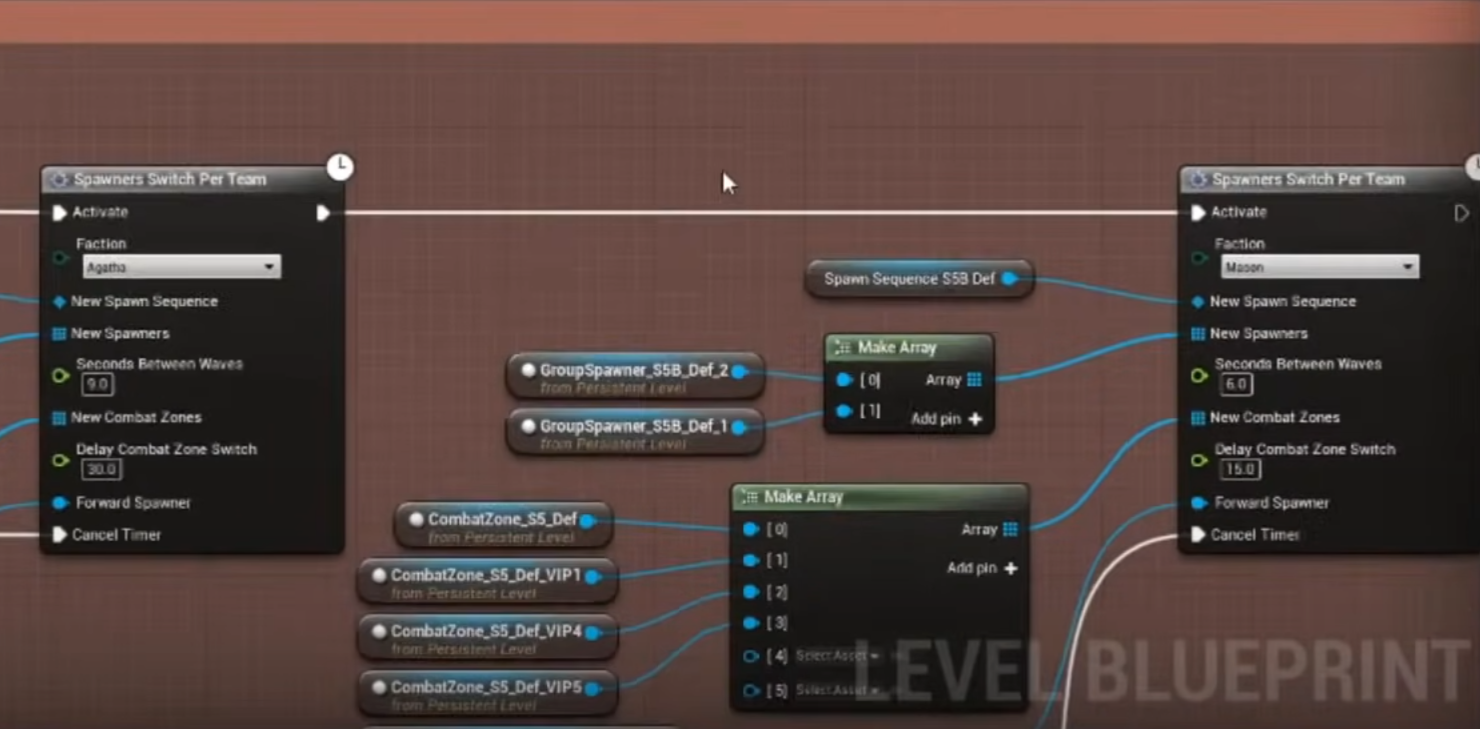 Spawners Switch Per Team
Activate
Faction
Agatha
New Spawn Sequence
New Spawners
Seconds Between Waves
9.0
New Combat Zones
Delay Combat Zone Switch
30.0
Forward Spawner
Cancel Timer
Spawn Sequence S5B Def
GroupSpawner_S5B_Def_2
from Persistent Level
GroupSpawner_S5B_Def_1
from Persistent Level
Make Array
[0] Array
[1] Add pin +
CombatZone_S5_Def
from Persistent Level
CombatZone_S5_Def_VIP1
from Persistent Level
CombatZone_S5_Def_VIP4
from Persistent Level
CombatZone_S5_Def_VIP5
from Persistent Level
Make Array
[0] Array
[1] Add pin +
[2]
[3]
[4] Select Asset
[5] Select Asset
Spawners Switch Per Team
Activate
Faction
Mason
New Spawn Sequence
New Spawners
Seconds Between Waves
6.0
New Combat Zones
Delay Combat Zone Switch
15.0
Forward Spawner
Cancel Timer
LEVEL BLUEPRINT